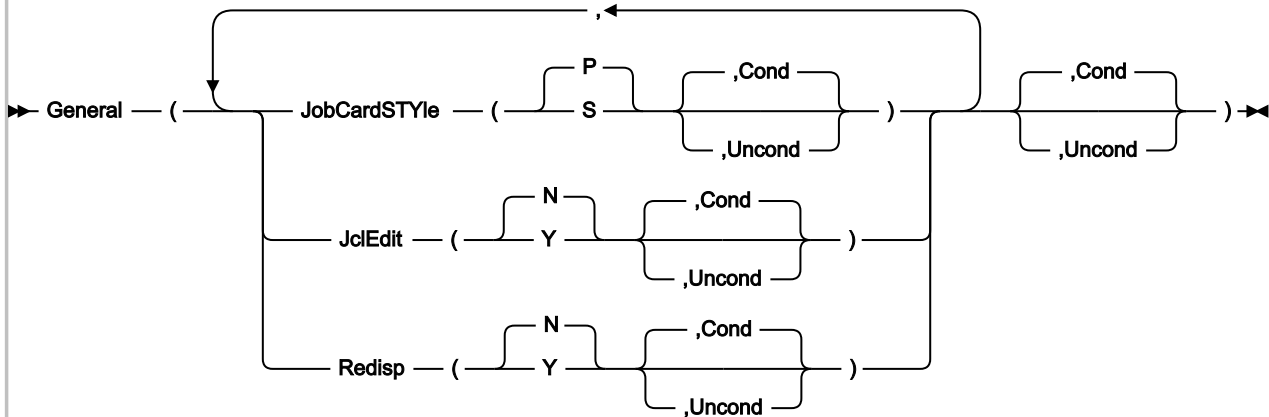 ,
P ,Cond ,Cond
General ( JobCardSTYle ( S ) )
,Uncond ,Uncond
N ,Cond
JclEdit ( Y )
,Uncond
N ,Cond
Redisp ( Y )
,Uncond